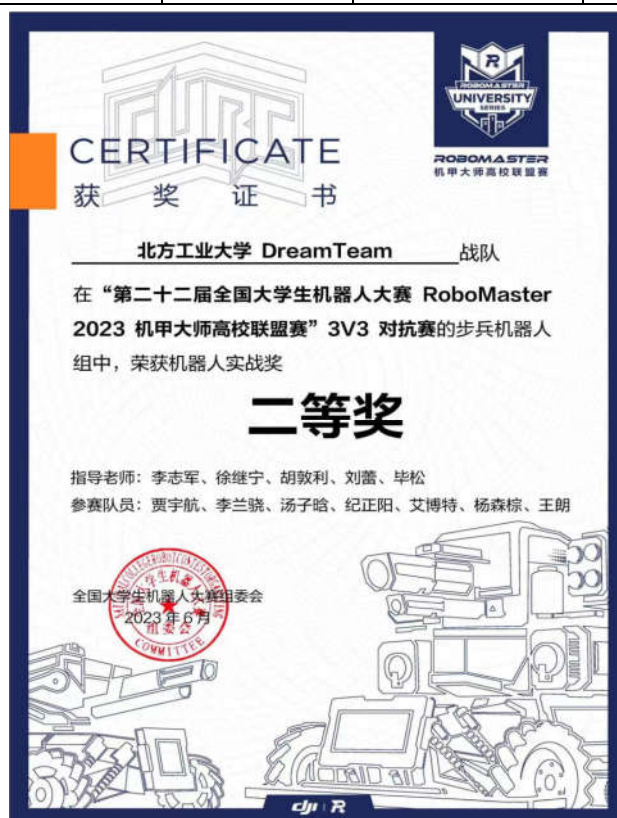 CURC
CERTIFICATE
获奖证书
R
ROBOMASTER
UNIVERSITY
SERIES
ROBOMASTER
机甲大师高校联盟赛
北方工业大学 DreamTeam 战队
在“第二十二届全国大学生机器人大赛 RoboMaster
2023 机甲大师高校联盟赛”3V3 对抗赛的步兵机器人
组中，荣获机器人实战奖
二等奖
指导老师：李志军、徐继宁、胡敦利、刘蕾、毕松
参赛队员：贾宇航、李兰骁、汤子晗、纪正阳、艾博特、杨森棕、王朗
全国大学生机器人大赛组委会
2023 年 6 月
组委会
COMMITTEE
dji R